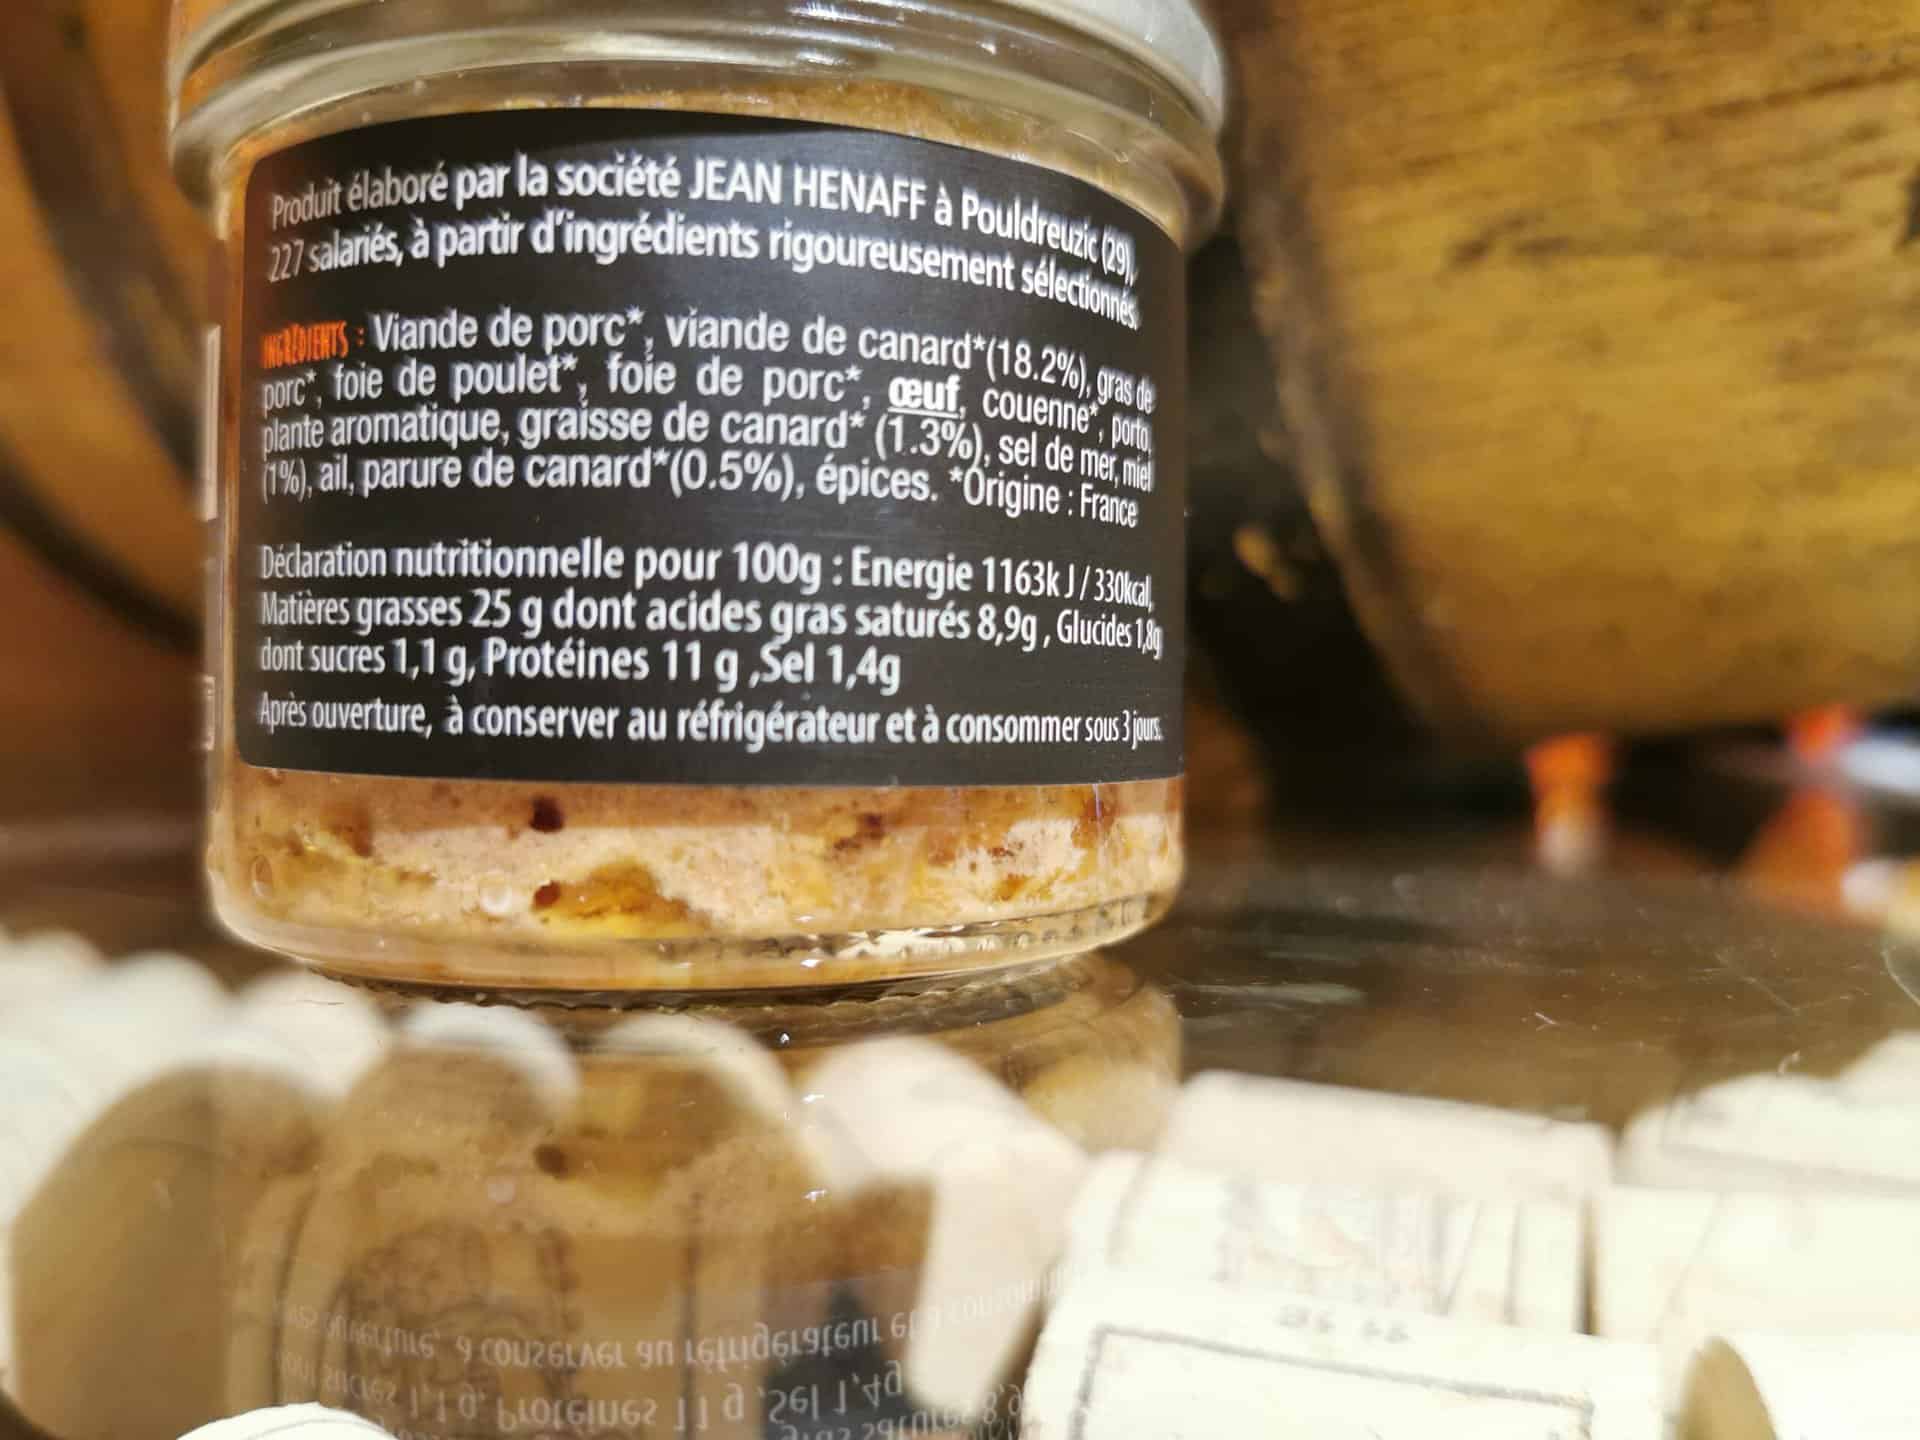 Produit élaboré par la société JEAN HENAFF à Pouldreuzic (29),
227 salariés, à partir d'ingrédients rigoureusement sélectionnés.
INGRÉDIENTS : Viande de porc*, viande de canard*(18.2%), gras de
porc*, foie de poulet*, foie de porc*, œuf, couenne*, porto,
plante aromatique, graisse de canard* (1.3%), sel de mer, miel
(1%), ail, parure de canard*(0.5%), épices. *Origine : France
Déclaration nutritionnelle pour 100g : Energie 1163k J / 330kcal,
Matières grasses 25 g dont acides gras saturés 8,9g , Glucides 1,8g
dont sucres 1,1 g, Protéines 11 g ,Sel 1,4g
Après ouverture, à conserver au réfrigérateur et à consommer sous 3 jours.